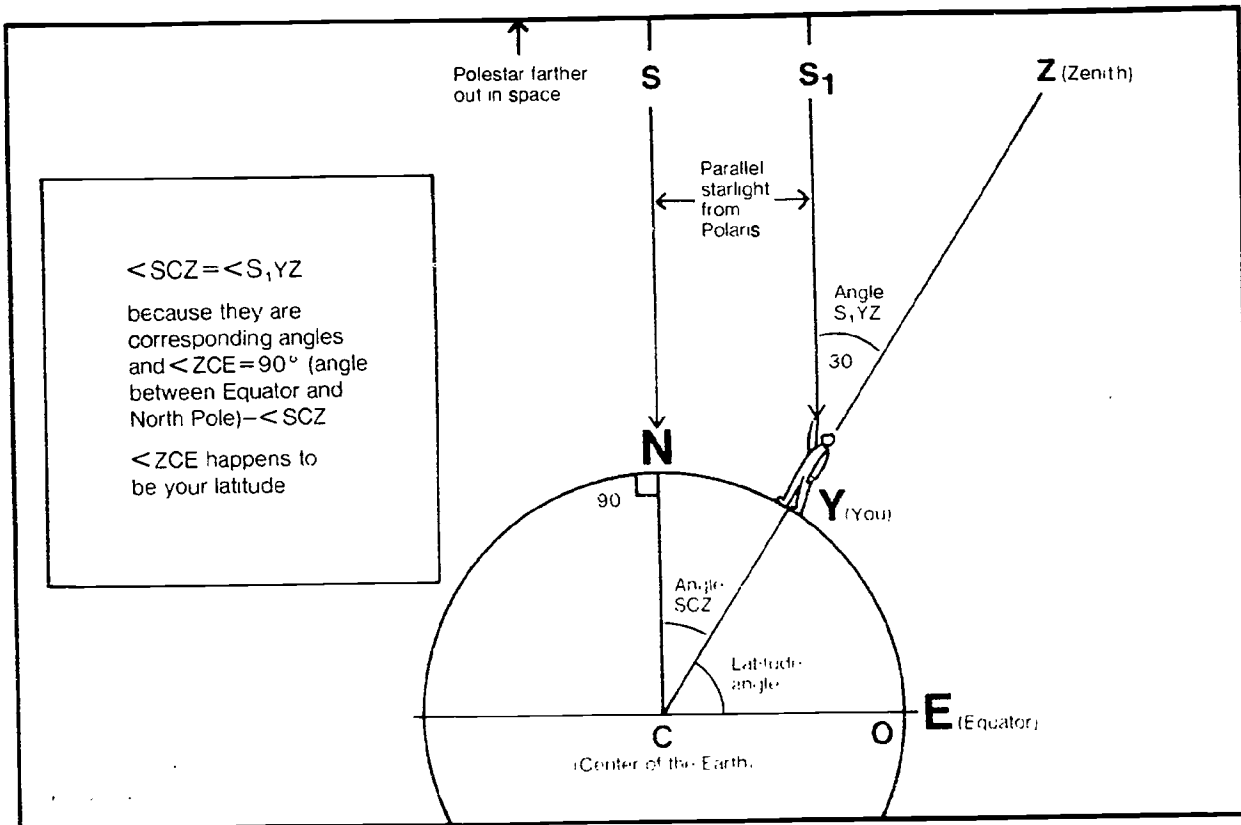 Polestar farther
out in space
S
S1
Z (Zenith)
Parallel
starlight
from
Polaris
<SCZ=<S1YZ
because they are
corresponding angles
and <ZCE=90° (angle
between Equator and
North Pole)–<SCZ
<ZCE happens to
be your latitude
Angle
S1YZ
30
N
90
Y (You)
Angle
SCZ
Latitude
angle
C
(Center of the Earth)
O
E (Equator)